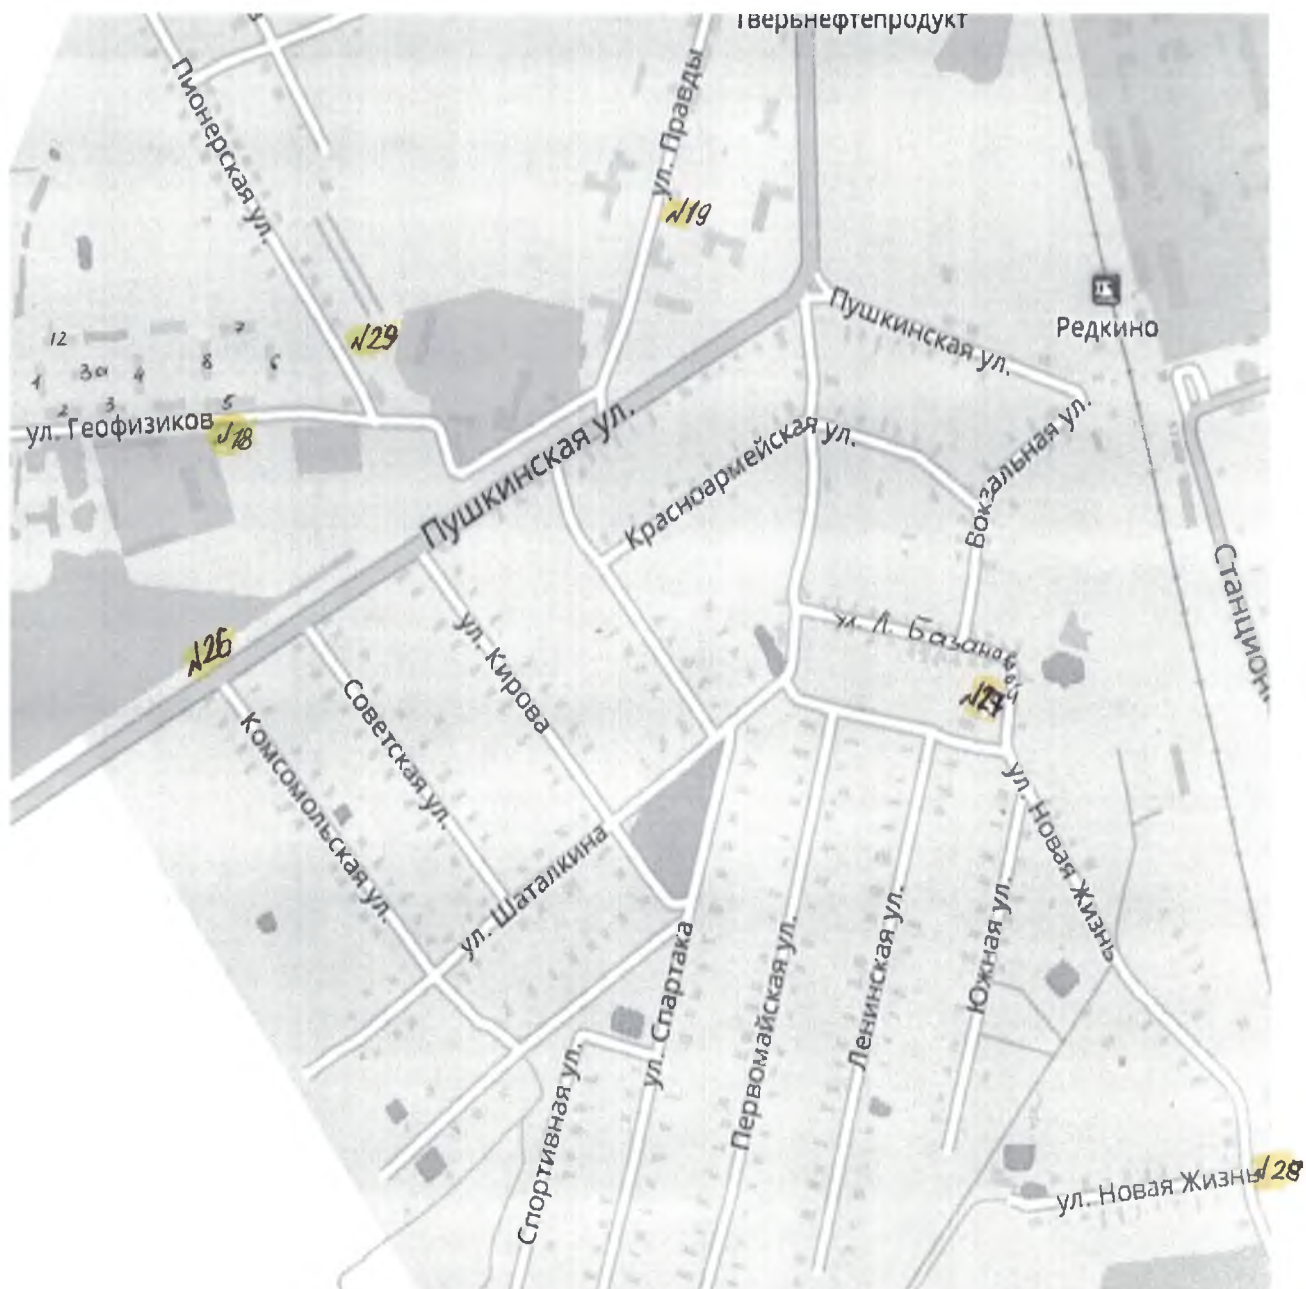 Тверьнефтепродукт
Пионерская ул.
ул. Правды
№19
Редкино
Пушкинская ул.
№29
12
7
1
3а
4
8
6
2
3
5
ул. Геофизиков
№18
Пушкинская ул.
Красноармейская ул.
Вокзальная ул.
Станцион
ул Л. Базановой
№26
ул. Кирова
Советская ул.
№27
Комсомольская ул.
ул. Новая Жизнь
ул. Шаталкина
Южная ул.
Ленинская ул.
Первомайская ул.
ул. Спартака
Спортивная ул.
ул. Новая Жизнь
№28